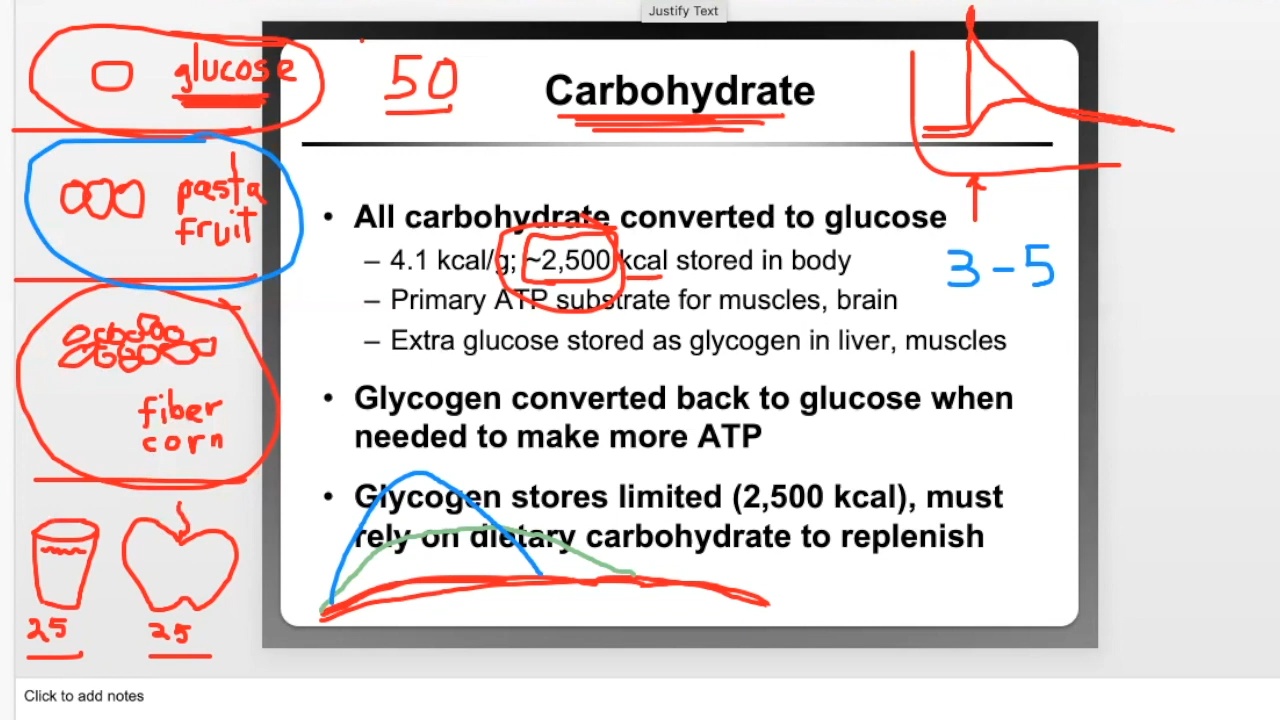 Justify Text
glucose
50
Carbohydrate
pasta
fruit
• All carbohydrate converted to glucose
– 4.1 kcal/g; ~2,500 kcal stored in body
3-5
– Primary ATP substrate for muscles, brain
– Extra glucose stored as glycogen in liver, muscles
fiber
corn
• Glycogen converted back to glucose when
needed to make more ATP
• Glycogen stores limited (2,500 kcal), must
rely on dietary carbohydrate to replenish
25
25
Click to add notes